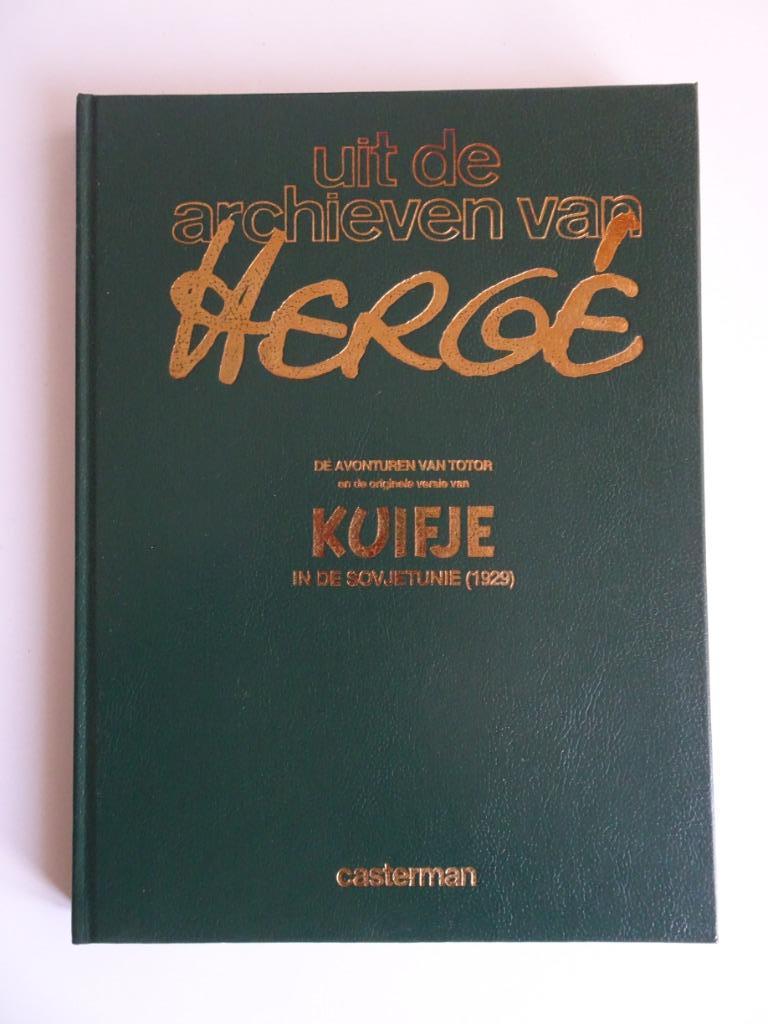 uit de
archieven van
HERGÉ
DE AVONTUREN VAN TOTOR
en de originele versie van
KUIFJE
IN DE SOVJETUNIE (1929)
casterman